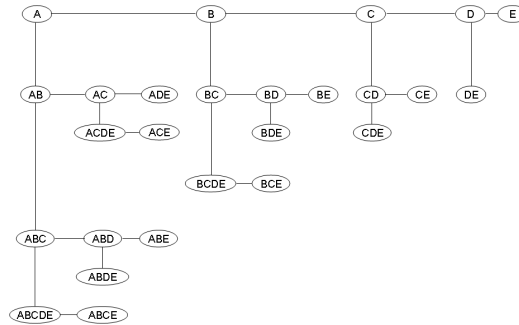 A B C D E
AB AC ADE BC BD BE CD CE DE
ACDE ACE BDE CDE
BCDE BCE
ABC ABD ABE
ABDE
ABCDE ABCE